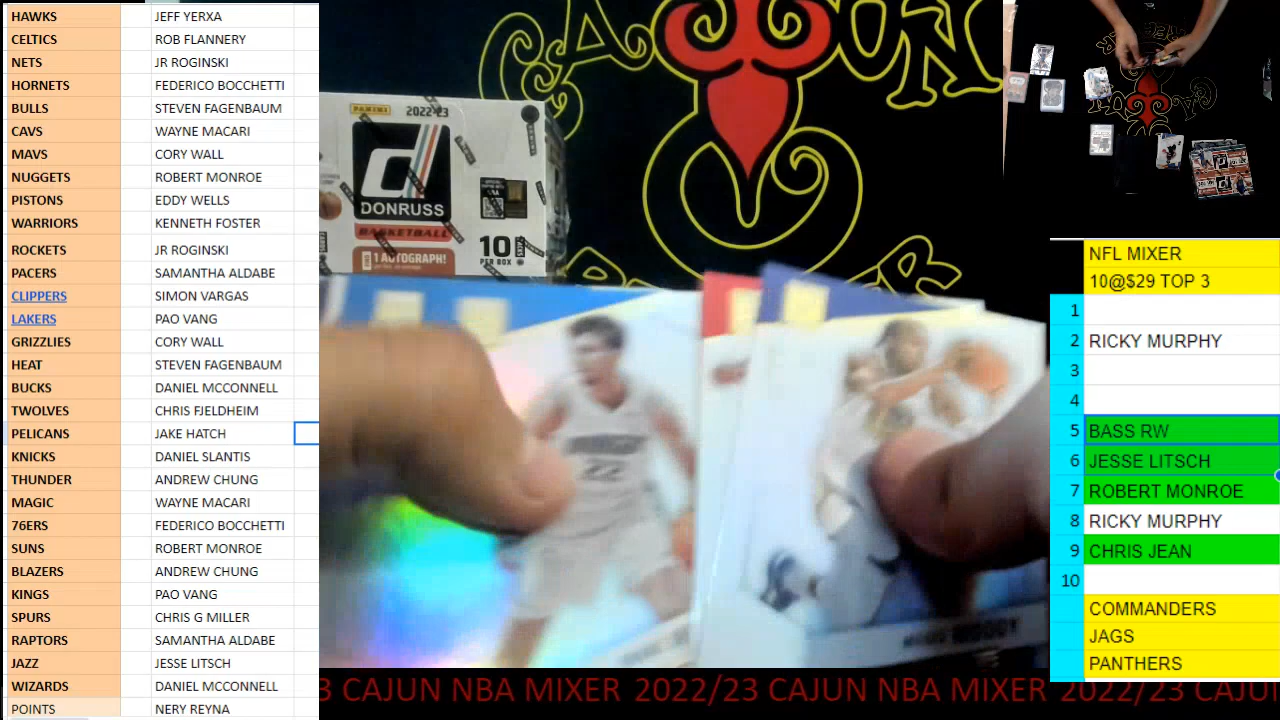 HAWKS JEFF YERXA
CELTICS ROB FLANNERY
NETS JR ROGINSKI
HORNETS FEDERICO BOCCHETTI
BULLS STEVEN FAGENBAUM
CAVS WAYNE MACARI
MAVS CORY WALL
NUGGETS ROBERT MONROE
PISTONS EDDY WELLS
WARRIORS KENNETH FOSTER
ROCKETS JR ROGINSKI
PACERS SAMANTHA ALDABE
CLIPPERS SIMON VARGAS
LAKERS PAO VANG
GRIZZLIES CORY WALL
HEAT STEVEN FAGENBAUM
BUCKS DANIEL MCCONNELL
TWOLVES CHRIS FJELDHEIM
PELICANS JAKE HATCH
KNICKS DANIEL SLANTIS
THUNDER ANDREW CHUNG
MAGIC WAYNE MACARI
76ERS FEDERICO BOCCHETTI
SUNS ROBERT MONROE
BLAZERS ANDREW CHUNG
KINGS PAO VANG
SPURS CHRIS G MILLER
RAPTORS SAMANTHA ALDABE
JAZZ JESSE LITSCH
WIZARDS DANIEL MCCONNELL
POINTS NERY REYNA
CAJUN
PANINI 2022-23
d
DONRUSS
BASKETBALL
1 AUTOGRAPH!
10
PER BOX
MOODY
NFL MIXER
10@$29 TOP 3
1
2 RICKY MURPHY
3
4
5 BASS RW
6 JESSE LITSCH
7 ROBERT MONROE
8 RICKY MURPHY
9 CHRIS JEAN
10
COMMANDERS
JAGS
PANTHERS
3 CAJUN NBA MIXER 2022/23 CAJUN NBA MIXER 2022/23 CAJU